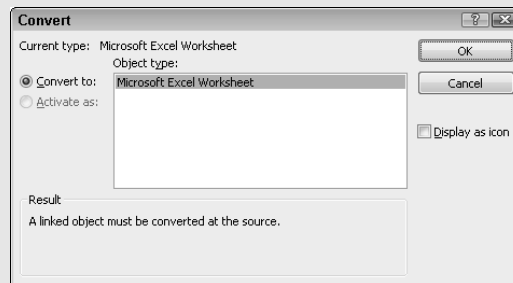 Convert
Current type: Microsoft Excel Worksheet
Object type:
Convert to:
Microsoft Excel Worksheet
Activate as:
OK
Cancel
Display as icon
Result
A linked object must be converted at the source.